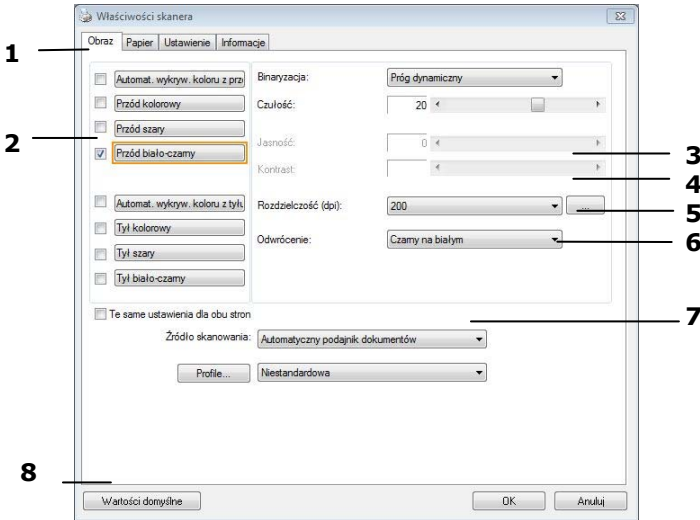 Właściwości skanera
1
Obraz Papier Ustawienie Informacje
2
Automat. wykryw. koloru z prz
Przód kolorowy
Przód szary
Przód biało-czarny
Automat. wykryw. koloru z tyłu
Tył kolorowy
Tył szary
Tył biało-czarny
Binaryzacja: Próg dynamiczny
Czułość: 20
Jasność: 0
Kontrast:
Rozdzielczość (dpi): 200 ...
Odwrócenie: Czarny na białym
3
4
5
6
Te same ustawienia dla obu stron
7
Źródło skanowania: Automatyczny podajnik dokumentów
Profile... Niestandardowa
8
Wartości domyślne OK Anuluj